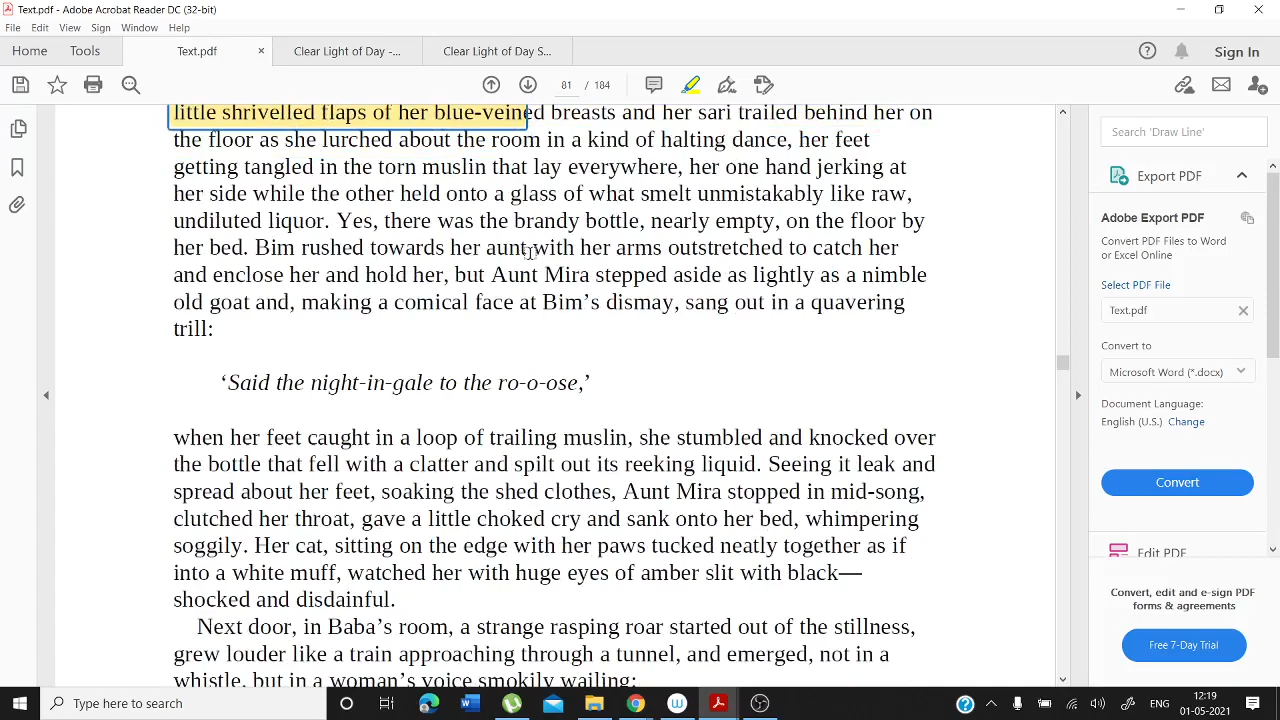 Text.pdf - Adobe Acrobat Reader DC (32-bit)
File Edit View Sign Window Help
Home Tools Text.pdf × Clear Light of Day -... Clear Light of Day S... Sign In
81 / 184
little shrivelled flaps of her blue-veined breasts and her sari trailed behind her on
the floor as she lurched about the room in a kind of halting dance, her feet
getting tangled in the torn muslin that lay everywhere, her one hand jerking at
her side while the other held onto a glass of what smelt unmistakably like raw,
undiluted liquor. Yes, there was the brandy bottle, nearly empty, on the floor by
her bed. Bim rushed towards her aunt with her arms outstretched to catch her
and enclose her and hold her, but Aunt Mira stepped aside as lightly as a nimble
old goat and, making a comical face at Bim’s dismay, sang out in a quavering
trill:
‘Said the night-in-gale to the ro-o-ose,’
when her feet caught in a loop of trailing muslin, she stumbled and knocked over
the bottle that fell with a clatter and spilt out its reeking liquid. Seeing it leak and
spread about her feet, soaking the shed clothes, Aunt Mira stopped in mid-song,
clutched her throat, gave a little choked cry and sank onto her bed, whimpering
soggily. Her cat, sitting on the edge with her paws tucked neatly together as if
into a white muff, watched her with huge eyes of amber slit with black—
shocked and disdainful.
Next door, in Baba’s room, a strange rasping roar started out of the stillness,
grew louder like a train approaching through a tunnel, and emerged, not in a
whistle, but in a woman’s voice smokily wailing:
Search 'Draw Line'
Export PDF
Adobe Export PDF
Convert PDF Files to Word
or Excel Online
Select PDF File
Text.pdf
Convert to
Microsoft Word (*.docx)
Document Language:
English (U.S.) Change
Convert
Edit PDF
Convert, edit and e-sign PDF
forms & agreements
Free 7-Day Trial
Type here to search
ENG
12:19
01-05-2021